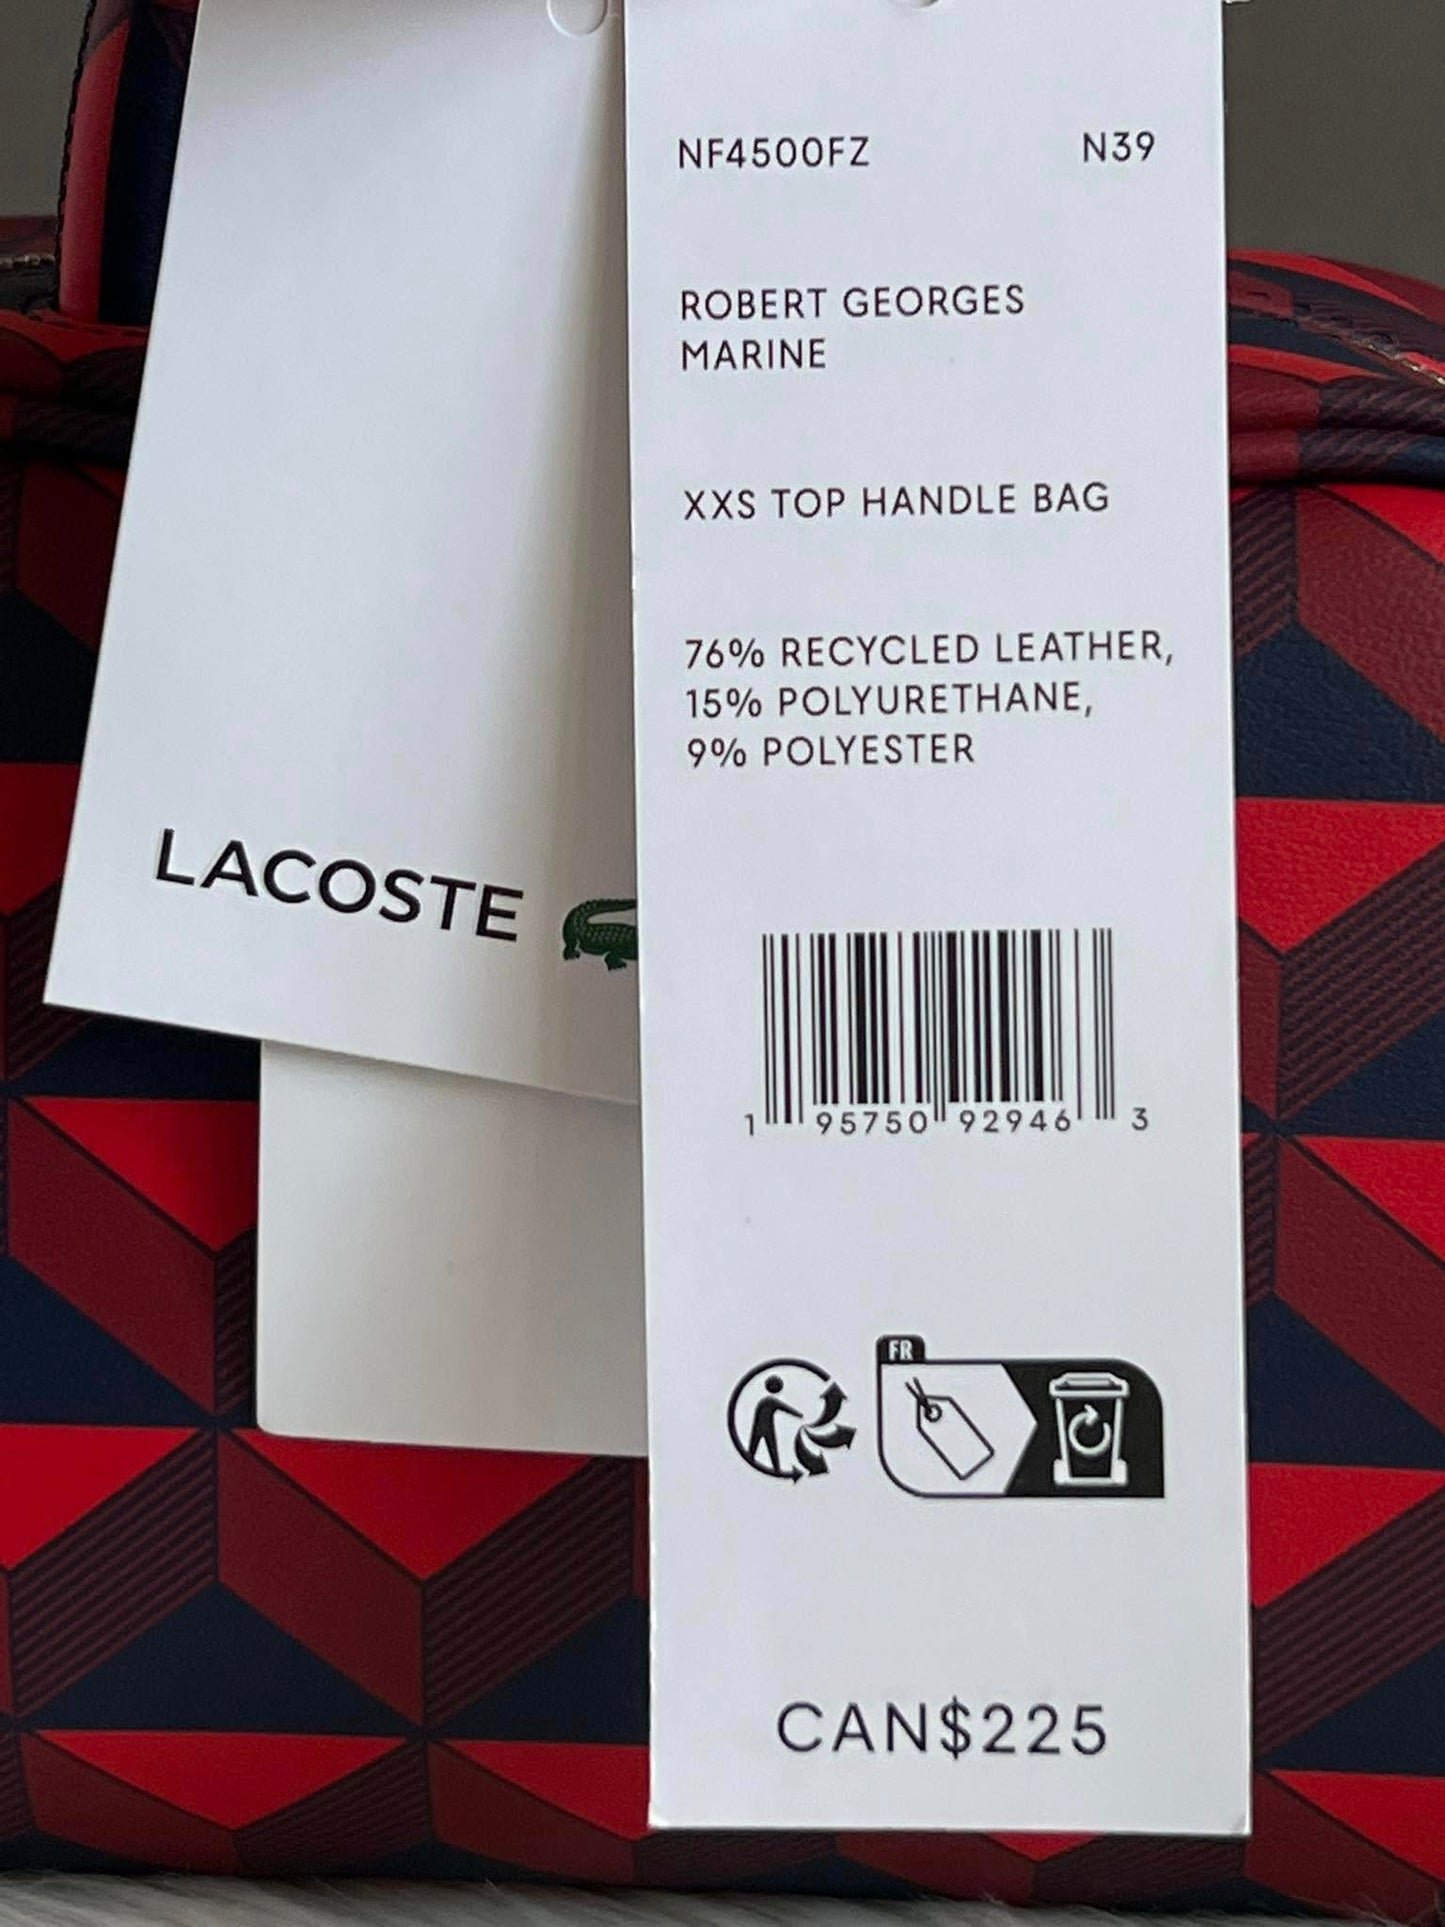 NF4500FZ N39
ROBERT GEORGES
MARINE
XXS TOP HANDLE BAG
76% RECYCLED LEATHER,
15% POLYURETHANE,
9% POLYESTER
LACOSTE
1 95750 92946 3
FR
CAN$225